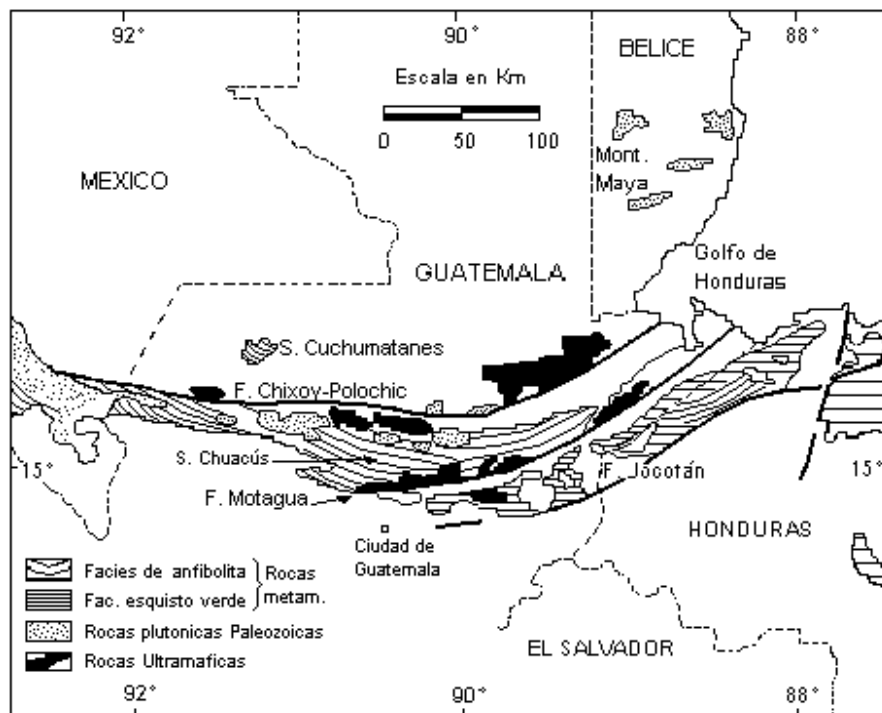 92°
90°
88°
BELICE
Escala en Km
0
50
100
Mont.
Maya
MEXICO
Golfo de
Honduras
GUATEMALA
S. Cuchumatanes
F. Chixoy-Polochic
S. Chuacús
15°
F. Jocotán
15°
F. Motagua
Ciudad de
Guatemala
HONDURAS
Facies de anfibolita
Fac. esquisto verde
Rocas
metam.
Rocas plutonicas Paleozoicas
Rocas Ultramaficas
EL SALVADOR
92°
90°
88°